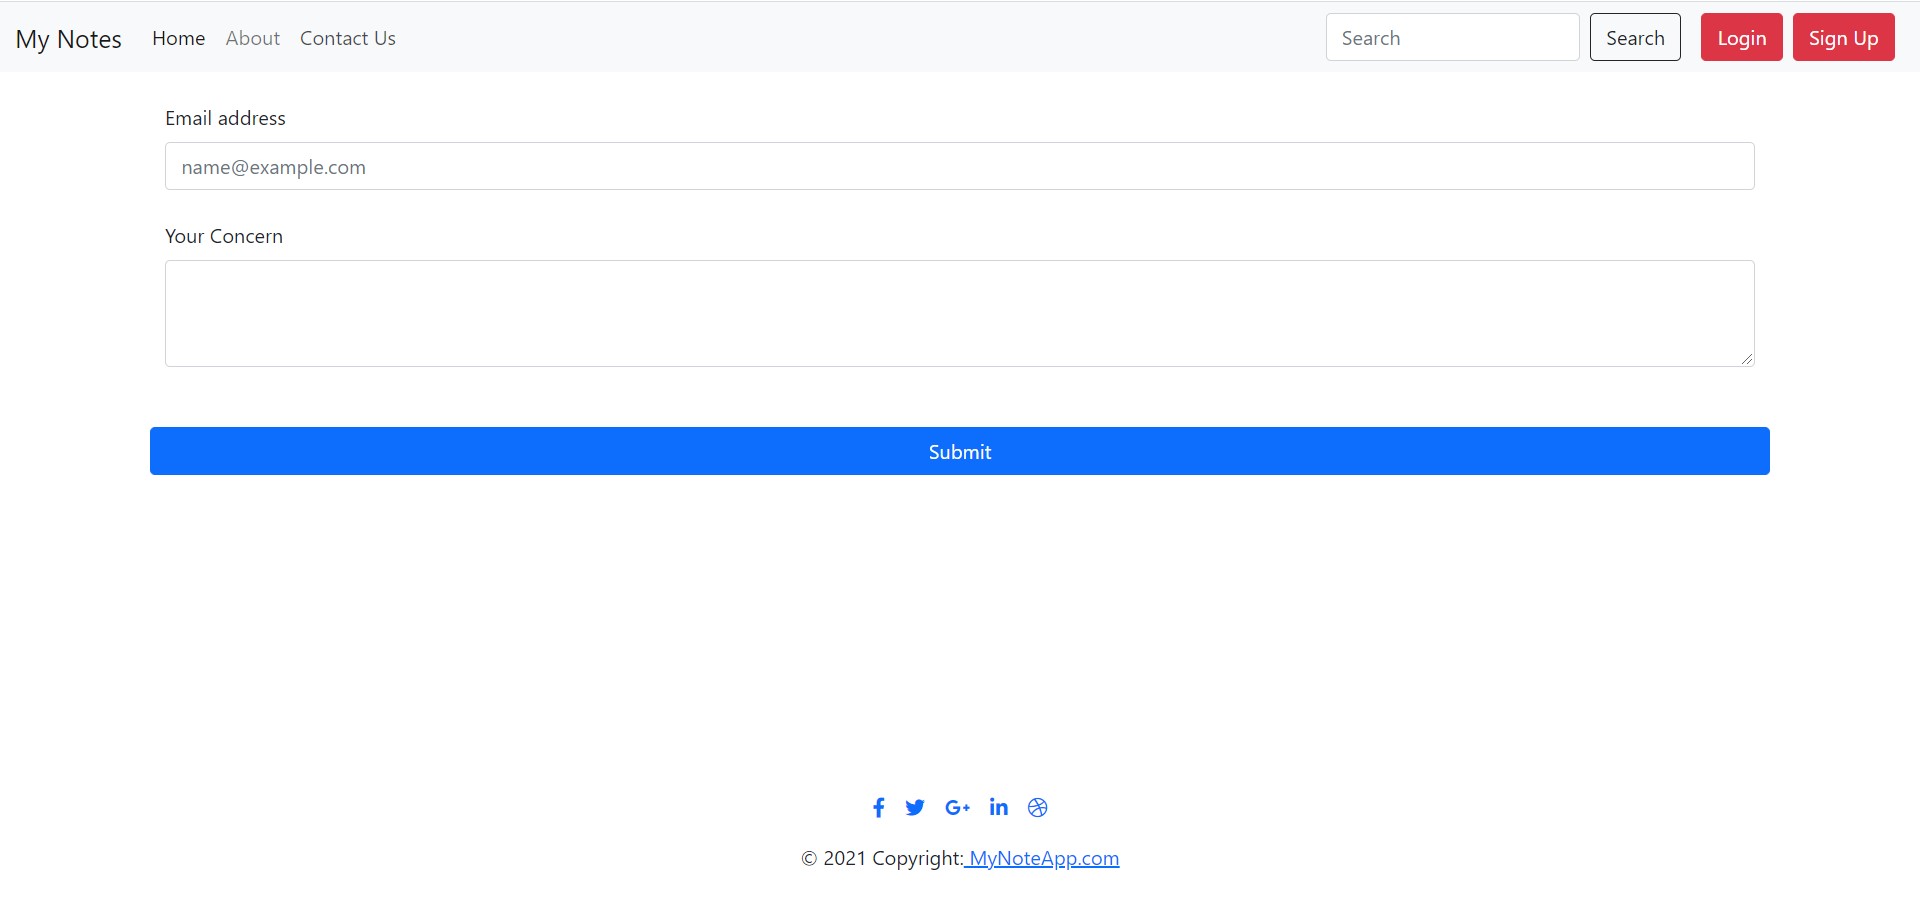 My Notes Home About Contact Us Search Search Login Sign Up
Email address
name@example.com
Your Concern
Submit
© 2021 Copyright: MyNoteApp.com